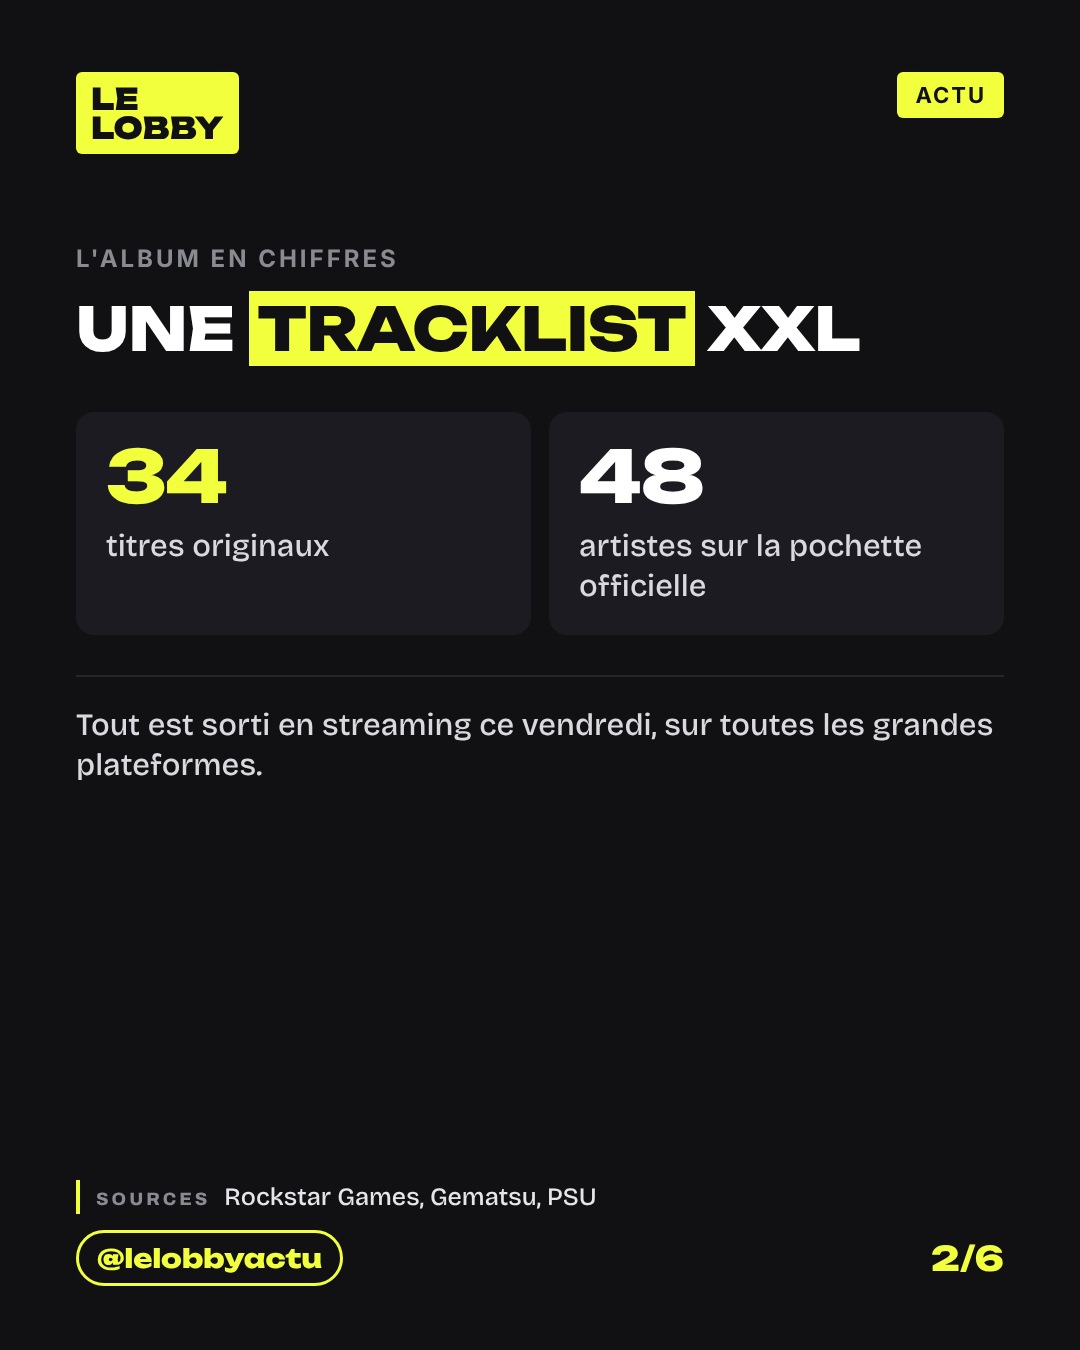 LE
LOBBY
ACTU
L'ALBUM EN CHIFFRES
UNE TRACKLIST XXL
34
titres originaux
48
artistes sur la pochette
officielle
Tout est sorti en streaming ce vendredi, sur toutes les grandes
plateformes.
SOURCES Rockstar Games, Gematsu, PSU
@lelobbyactu
2/6